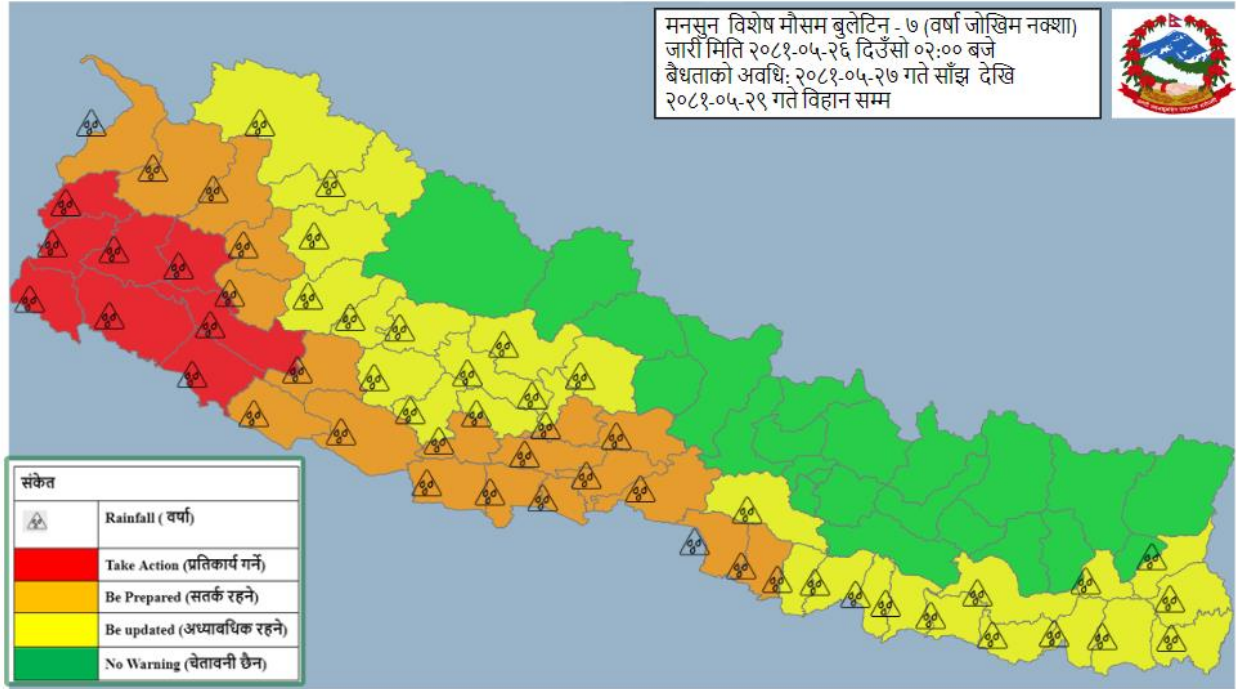 मनसुन विशेष मौसम बुलेटिन - ७ (वर्षा जोखिम नक्शा)
जारी मिति २०८१-०५-२६ दिउँसो ०२:०० बजे
बैधताको अवधि: २०८१-०५-२७ गते साँझ देखि
२०८१-०५-२९ गते विहान सम्म
संकेत
Rainfall ( वर्षा)
Take Action (प्रतिकार्य गर्ने)
Be Prepared (सतर्क रहने)
Be updated (अध्यावधिक रहने)
No Warning (चेतावनी छैन)